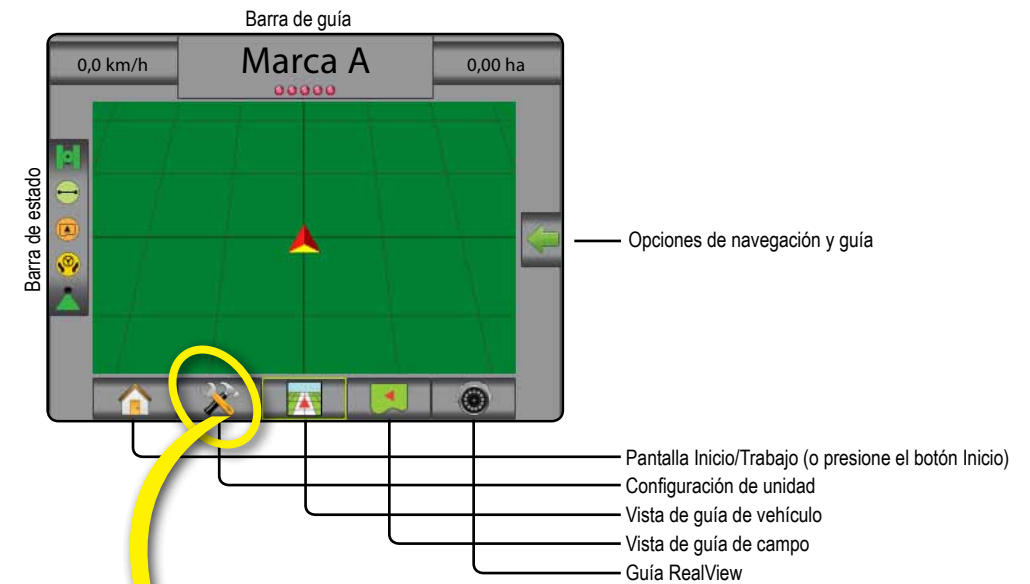 Barra de guía
0,0 km/h
Marca A
0,00 ha
Barra de estado
Opciones de navegación y guía
Pantalla Inicio/Trabajo (o presione el botón Inicio)
Configuración de unidad
Vista de guía de vehículo
Vista de guía de campo
Guía RealView